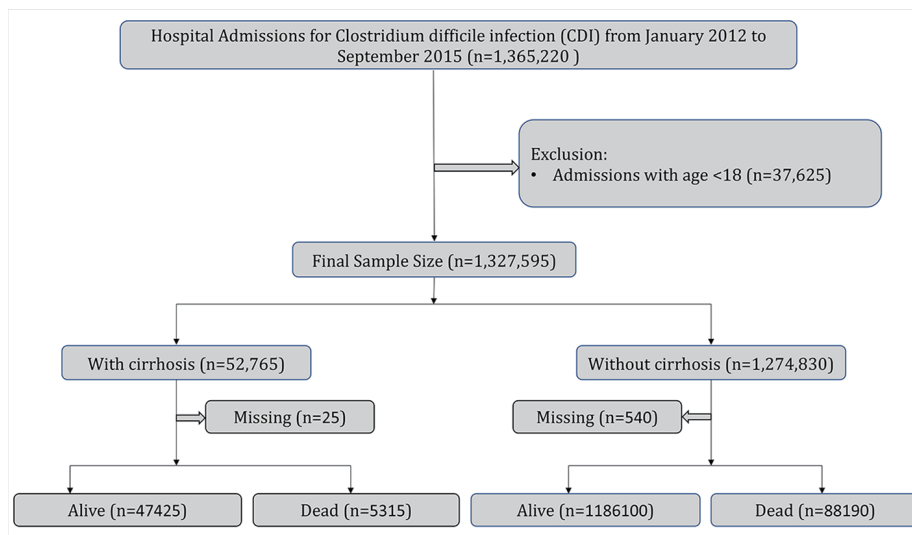 Hospital Admissions for Clostridium difficile infection (CDI) from January 2012 to
September 2015 (n=1,365,220 )
Exclusion:
• Admissions with age <18 (n=37,625)
Final Sample Size (n=1,327,595)
With cirrhosis (n=52,765)
Without cirrhosis (n=1,274,830)
Missing (n=25)
Missing (n=540)
Alive (n=47425)
Dead (n=5315)
Alive (n=1186100)
Dead (n=88190)